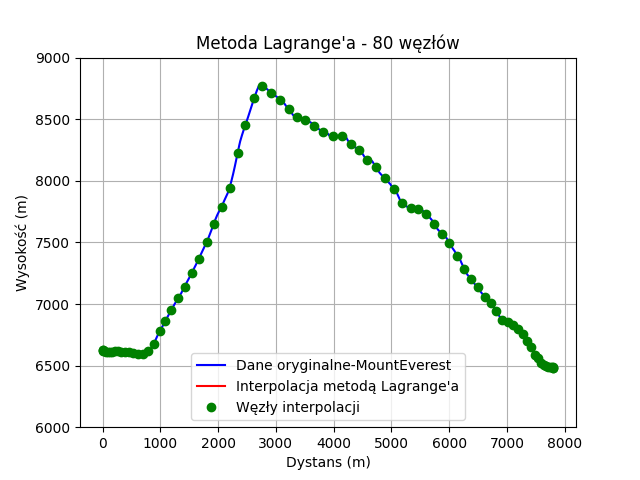 Metoda Lagrange'a - 80 węzłów
Wysokość (m)
9000
8500
8000
7500
7000
6500
6000
Dane oryginalne-MountEverest
Interpolacja metodą Lagrange'a
Węzły interpolacji
0 1000 2000 3000 4000 5000 6000 7000 8000
Dystans (m)